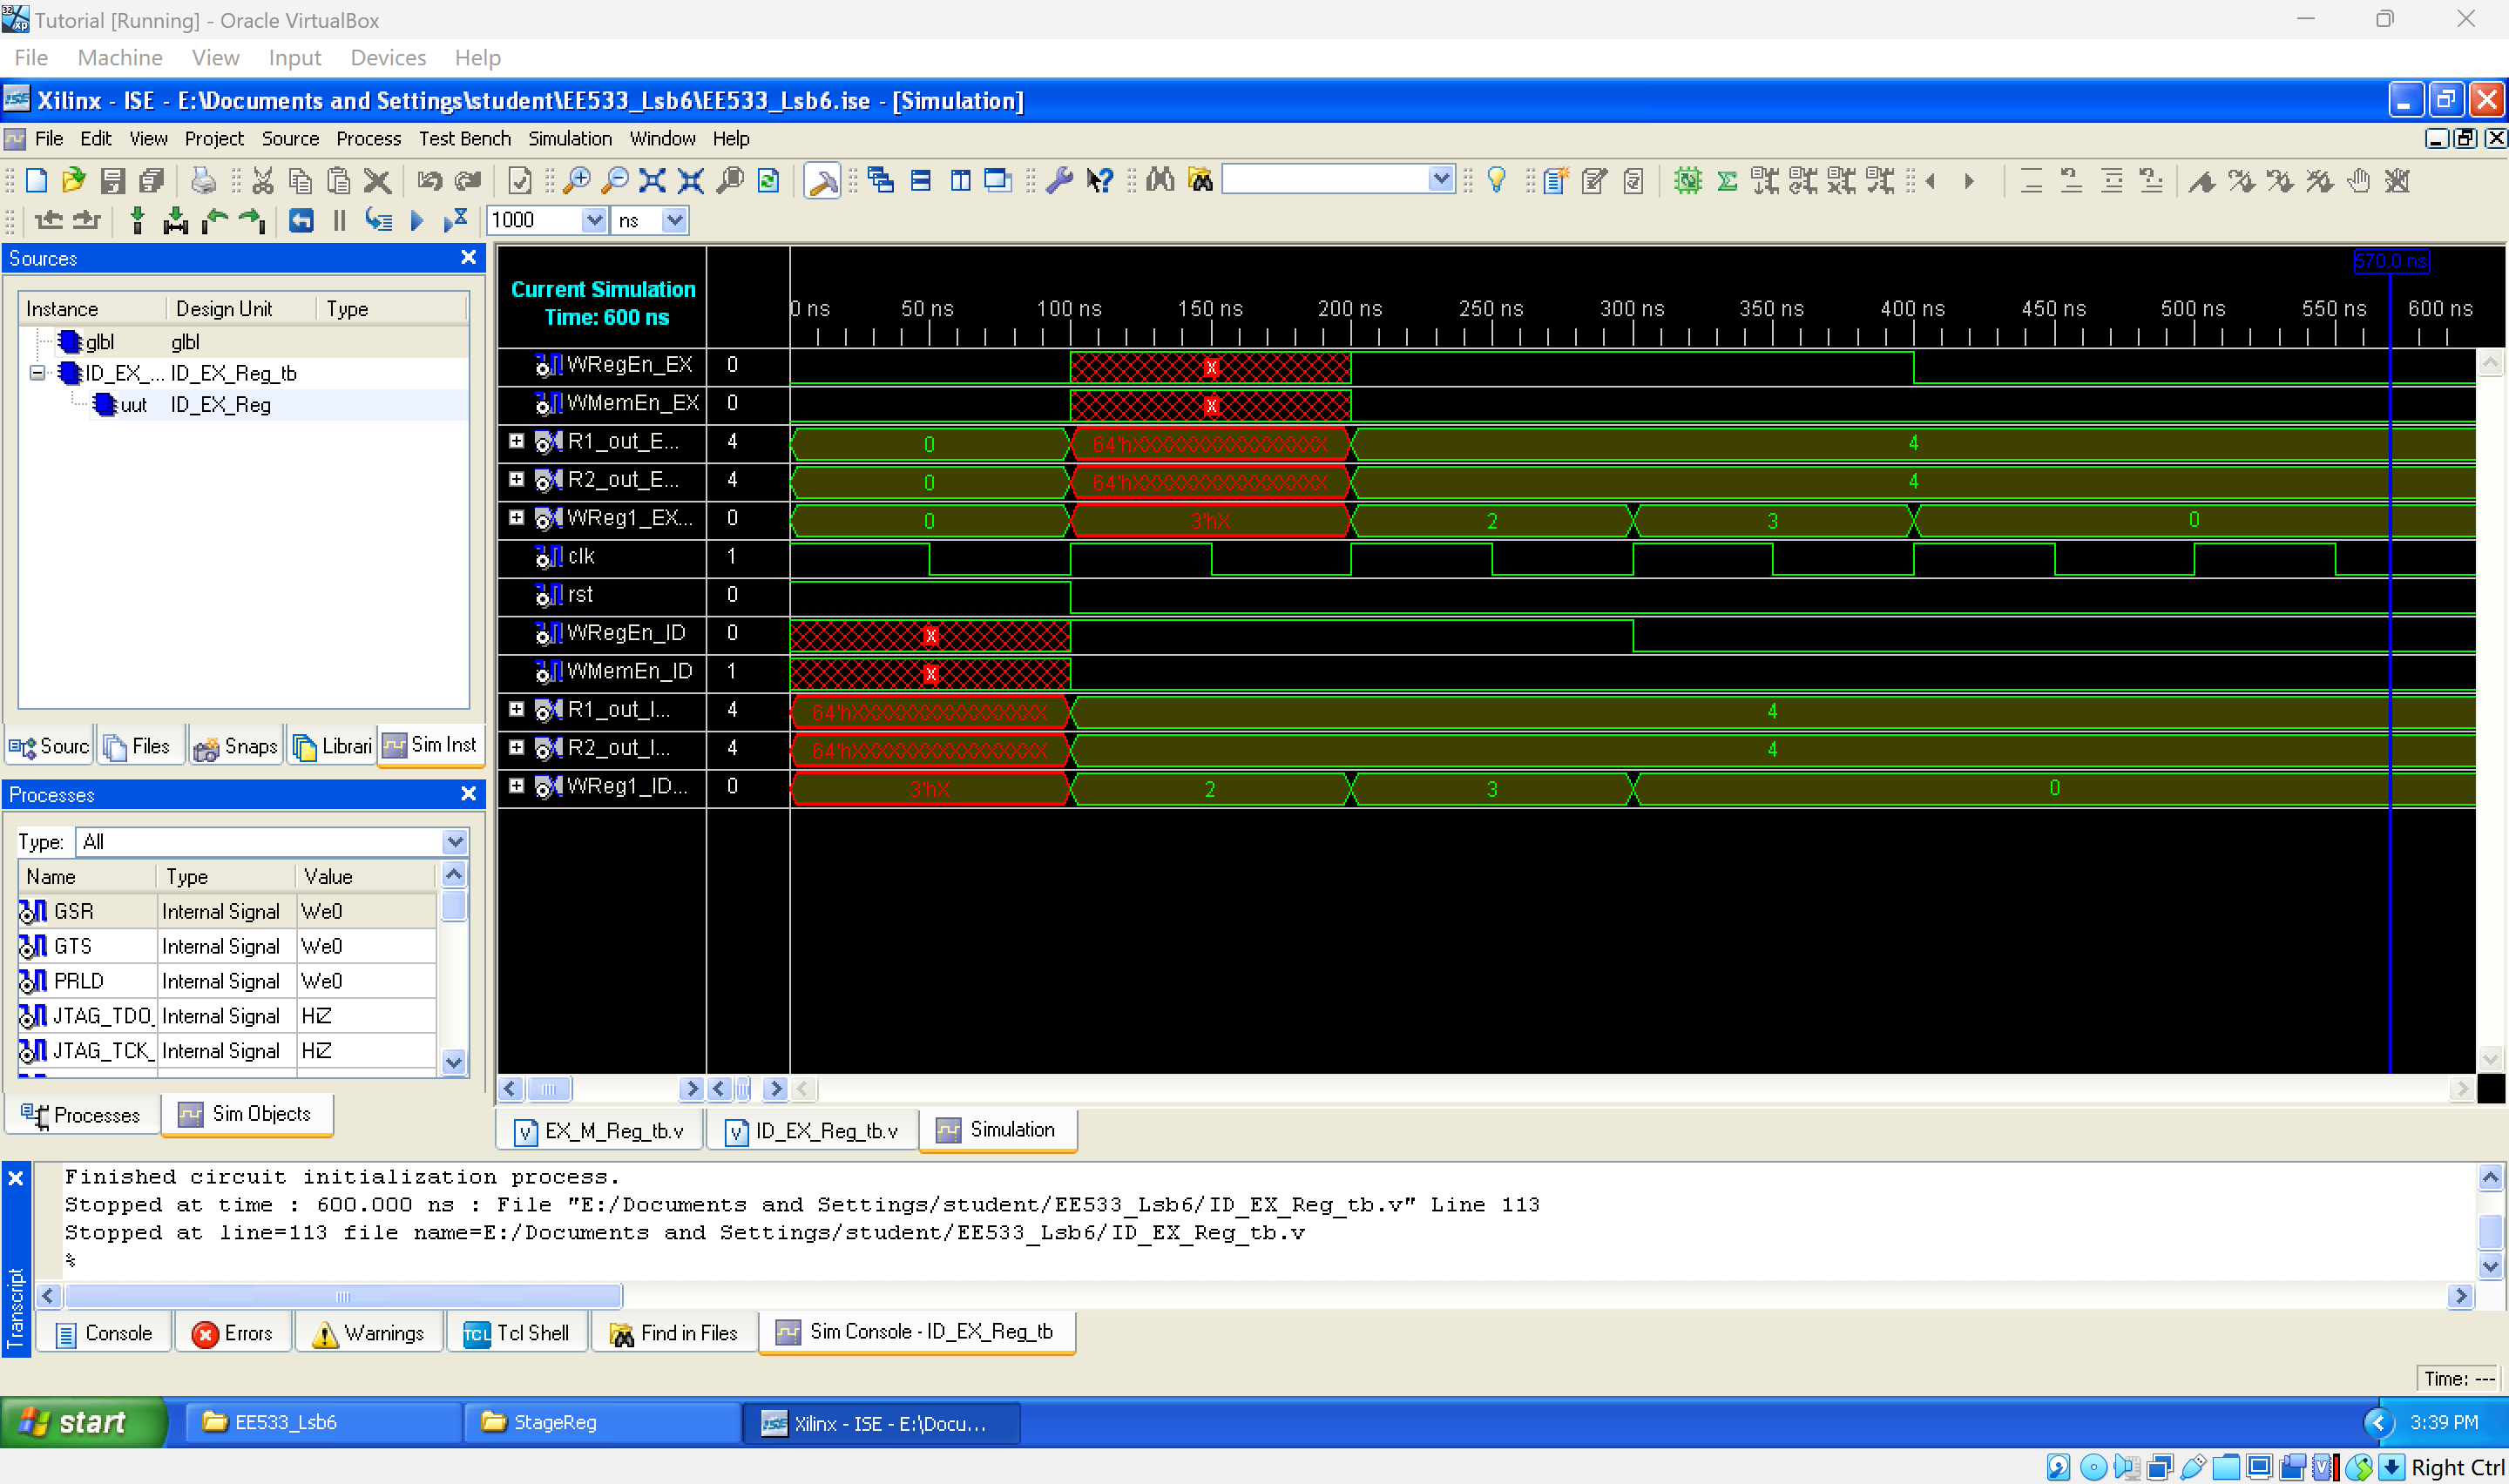 Tutorial [Running] - Oracle VirtualBox
File Machine View Input Devices Help
Xilinx - ISE - E:\Documents and Settings\student\EE533_Lsb6\EE533_Lsb6.ise - [Simulation]
File Edit View Project Source Process Test Bench Simulation Window Help
1000 ns
Sources
Instance Design Unit Type
glbl glbl
ID_EX_... ID_EX_Reg_tb
uut ID_EX_Reg
Sourc Files Snaps Librari Sim Inst
Processes
Type: All
Name Type Value
GSR Internal Signal We0
GTS Internal Signal We0
PRLD Internal Signal We0
JTAG_TDO_ Internal Signal HiZ
JTAG_TCK_ Internal Signal HiZ
Processes Sim Objects
570.0 ns
Current Simulation
Time: 600 ns
0 ns 50 ns 100 ns 150 ns 200 ns 250 ns 300 ns 350 ns 400 ns 450 ns 500 ns 550 ns 600 ns
WRegEn_EX 0 X
WMemEn_EX 0 X
R1_out_E... 4 0 64'hXXXXXXXXXXXXXXXX 4
R2_out_E... 4 0 64'hXXXXXXXXXXXXXXXX 4
WReg1_EX... 0 0 3'hX 2 3 0
clk 1
rst 0
WRegEn_ID 0 X
WMemEn_ID 1 X
R1_out_I... 4 64'hXXXXXXXXXXXXXXXX 4
R2_out_I... 4 64'hXXXXXXXXXXXXXXXX 4
WReg1_ID... 0 3'hX 2 3 0
EX_M_Reg_tb.v ID_EX_Reg_tb.v Simulation
Transcript
Finished circuit initialization process.
Stopped at time : 600.000 ns : File "E:/Documents and Settings/student/EE533_Lsb6/ID_EX_Reg_tb.v" Line 113
Stopped at line=113 file name=E:/Documents and Settings/student/EE533_Lsb6/ID_EX_Reg_tb.v
%
Console Errors Warnings Tcl Shell Find in Files Sim Console - ID_EX_Reg_tb
Time: ---
start EE533_Lsb6 StageReg Xilinx - ISE - E:\Docu... 3:39 PM
Right Ctrl